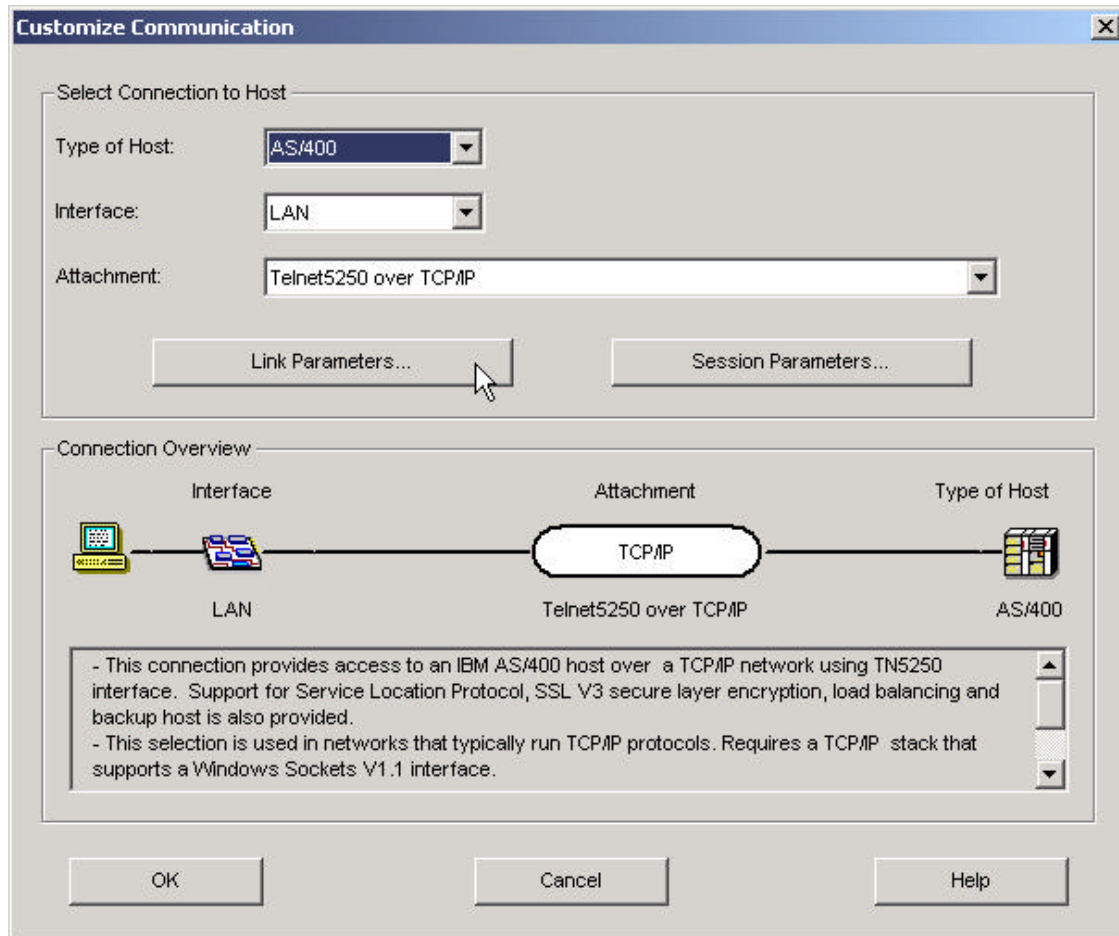 Customize Communication
Select Connection to Host
Type of Host:
AS/400
Interface:
LAN
Attachment:
Telnet5250 over TCP/IP
Link Parameters...
Session Parameters...
Connection Overview
Interface
Attachment
Type of Host
TCP/IP
LAN
Telnet5250 over TCP/IP
AS/400
- This connection provides access to an IBM AS/400 host over a TCP/IP network using TN5250
interface. Support for Service Location Protocol, SSL V3 secure layer encryption, load balancing and
backup host is also provided.
- This selection is used in networks that typically run TCP/IP protocols. Requires a TCP/IP stack that
supports a Windows Sockets V1.1 interface.
OK
Cancel
Help